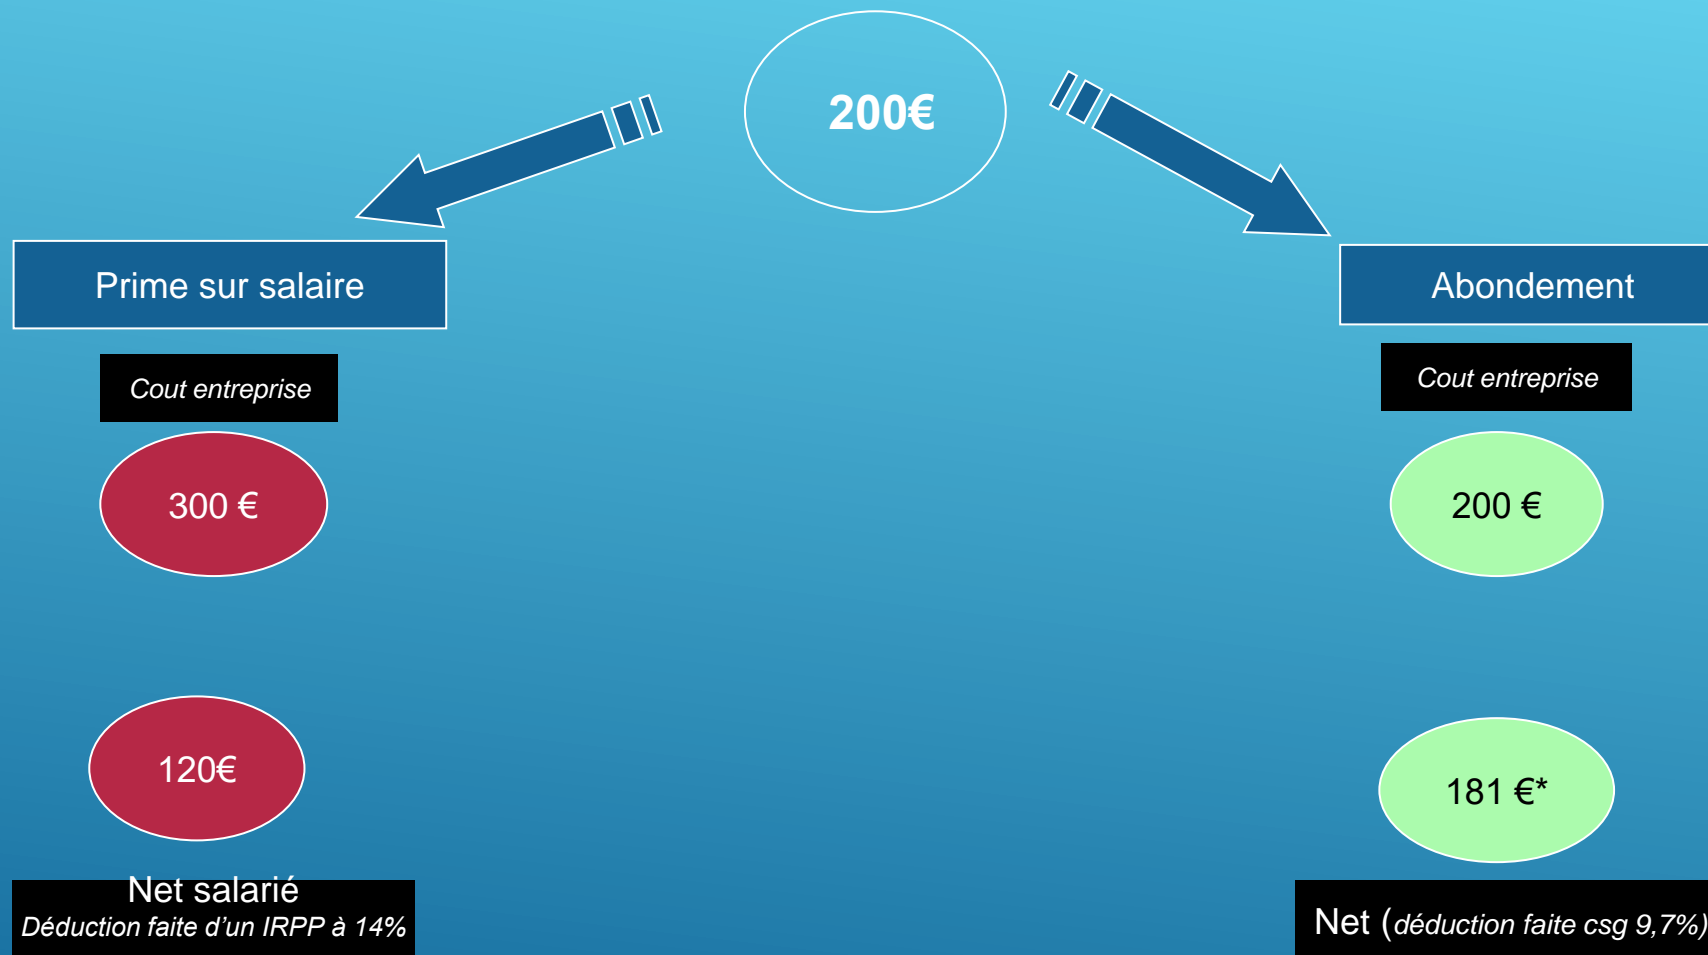 200€
Prime sur salaire
Abondement
Cout entreprise
Cout entreprise
300 €
200 €
120€
181 €*
Net salarié
Déduction faite d’un IRPP à 14%
Net (déduction faite csg 9,7%)